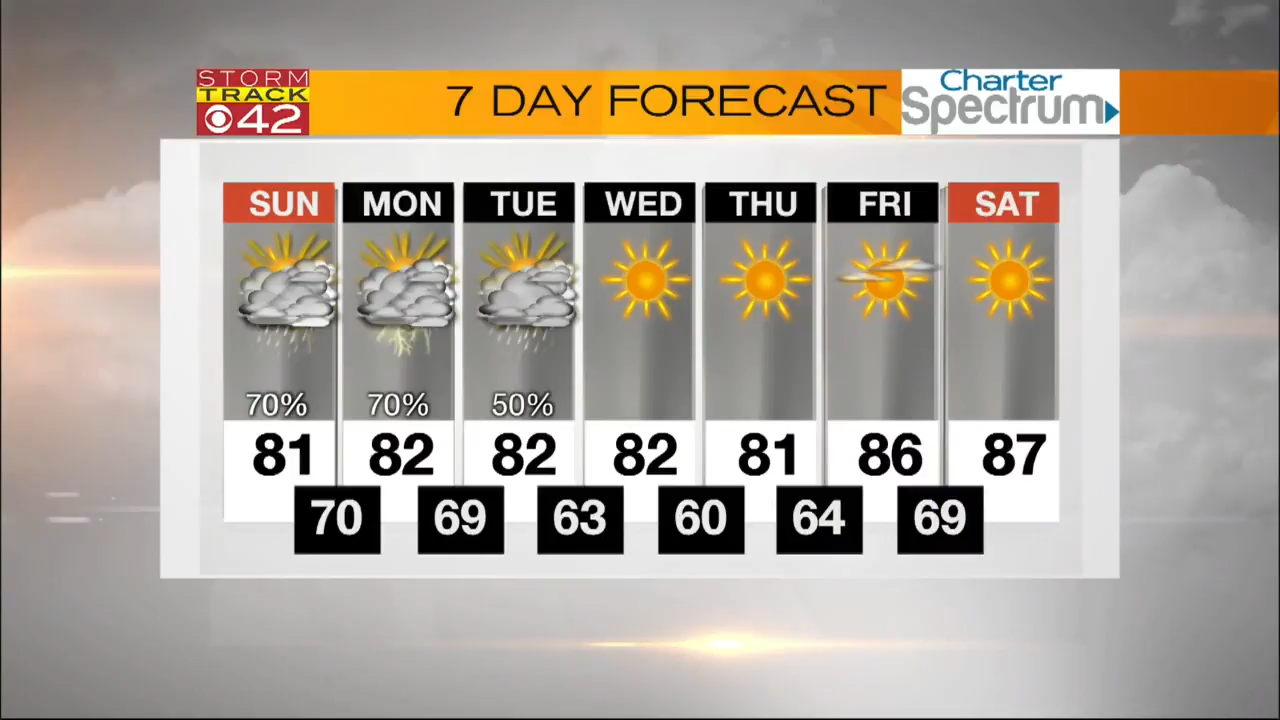 STORM
TRACK
42
7 DAY FORECAST
Charter
Spectrum
SUN MON TUE WED THU FRI SAT
70% 70% 50%
81 82 82 82 81 86 87
70 69 63 60 64 69